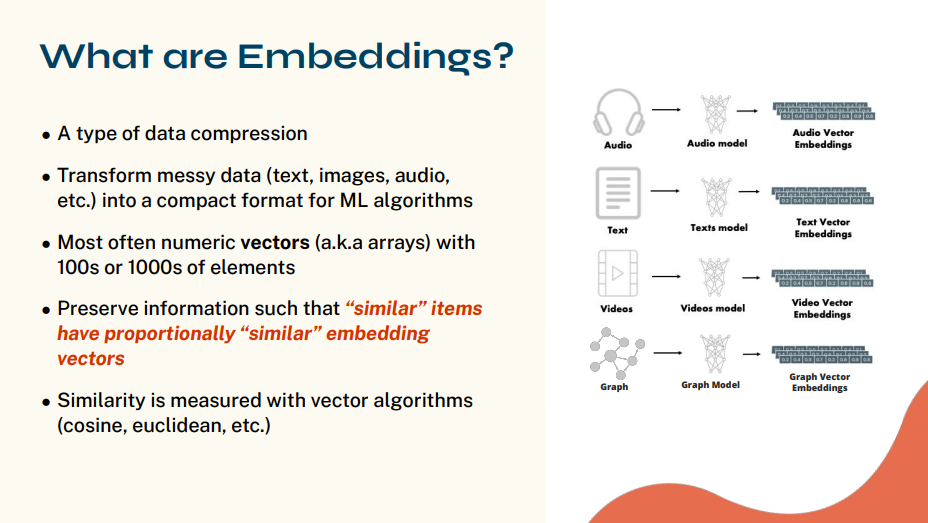 What are Embeddings?
• A type of data compression
• Transform messy data (text, images, audio,
etc.) into a compact format for ML algorithms
• Most often numeric vectors (a.k.a arrays) with
100s or 1000s of elements
• Preserve information such that “similar” items
have proportionally “similar” embedding
vectors
• Similarity is measured with vector algorithms
(cosine, euclidean, etc.)
Audio
Audio model
Audio Vector
Embeddings
Text
Texts model
Text Vector
Embeddings
Videos
Videos model
Video Vector
Embeddings
Graph
Graph Model
Graph Vector
Embeddings